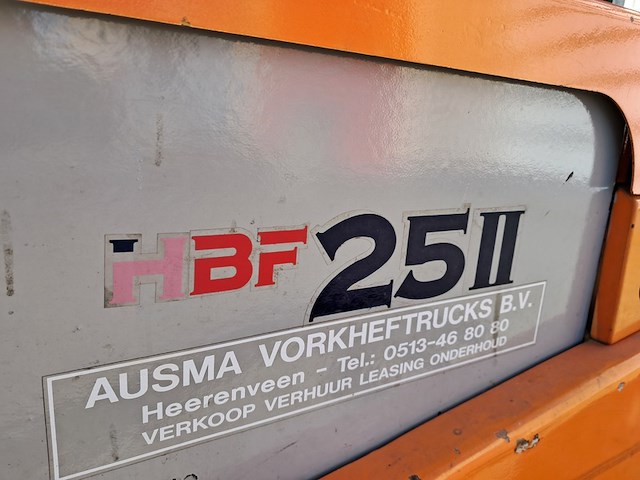 HBF 25II
AUSMA VORKHEFTRUCKS B.V.
Heerenveen - Tel.: 0513-46 80 80
VERKOOP VERHUUR LEASING ONDERHOUD